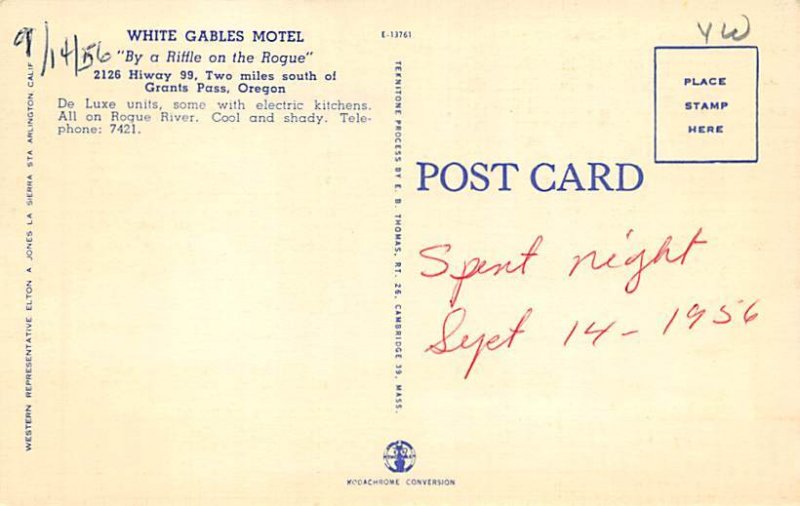 9/14/56
WHITE GABLES MOTEL
"By a Riffle on the Rogue"
2126 Hiway 99, Two miles south of
Grants Pass, Oregon
De Luxe units, some with electric kitchens.
All on Rogue River. Cool and shady. Tele-
phone: 7421.
WESTERN REPRESENTATIVE ELTON A JONES LA SIERRA STA ARLINGTON, CALIF
E-13761
TEKNITONE PROCESS BY E. B. THOMAS, RT. 26, CAMBRIDGE 39, MASS.
YW
PLACE
STAMP
HERE
POST CARD
Spent night
Sept 14 - 1956
KODACHROME CONVERSION